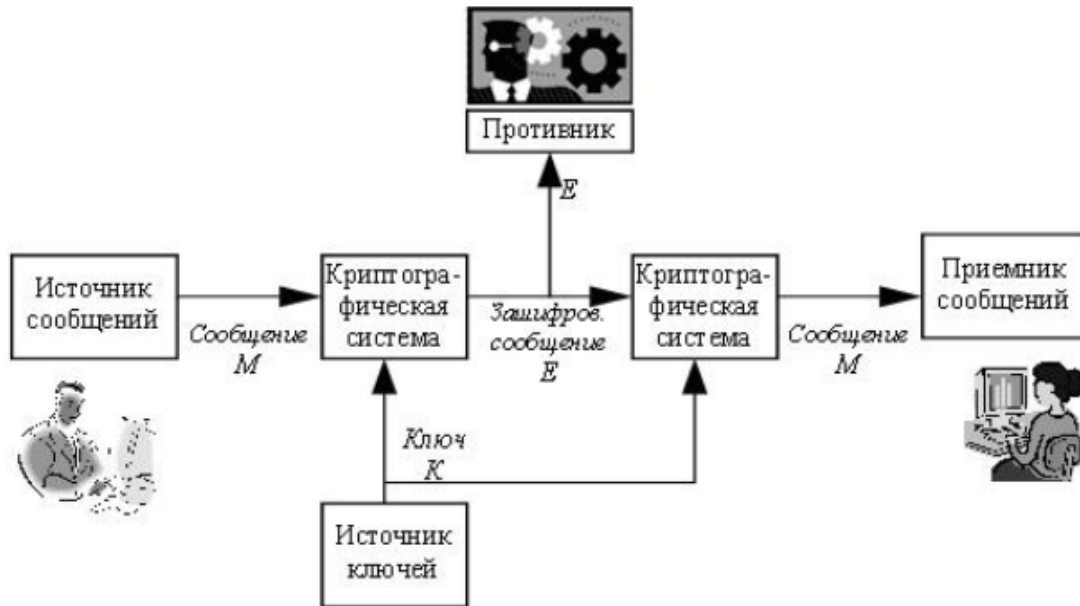 Противник
E
Источник
сообщений
Сообщение
M
Криптогра-
фическая
система
Зашифров.
сообщение
E
Криптогра-
фическая
система
Сообщение
M
Приемник
сообщений
Ключ
K
Источник
ключей